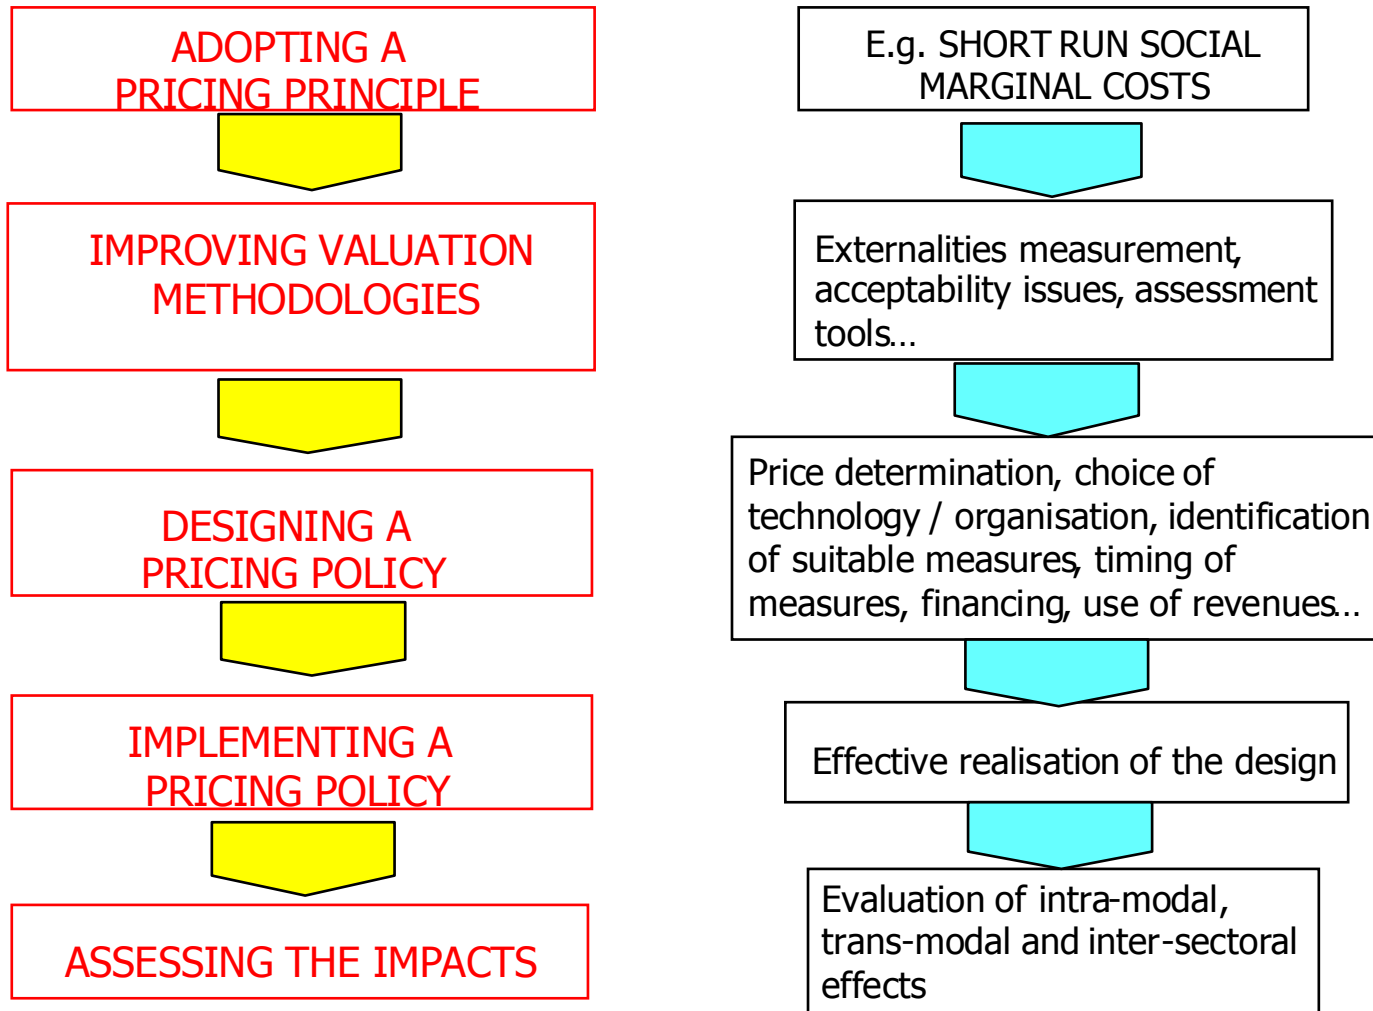 ADOPTING A
PRICING PRINCIPLE
E.g. SHORT RUN SOCIAL
MARGINAL COSTS
IMPROVING VALUATION
METHODOLOGIES
Externalities measurement,
acceptability issues, assessment
tools...
DESIGNING A
PRICING POLICY
Price determination, choice of
technology / organisation, identification
of suitable measures, timing of
measures, financing, use of revenues...
IMPLEMENTING A
PRICING POLICY
Effective realisation of the design
ASSESSING THE IMPACTS
Evaluation of intra-modal,
trans-modal and inter-sectoral
effects